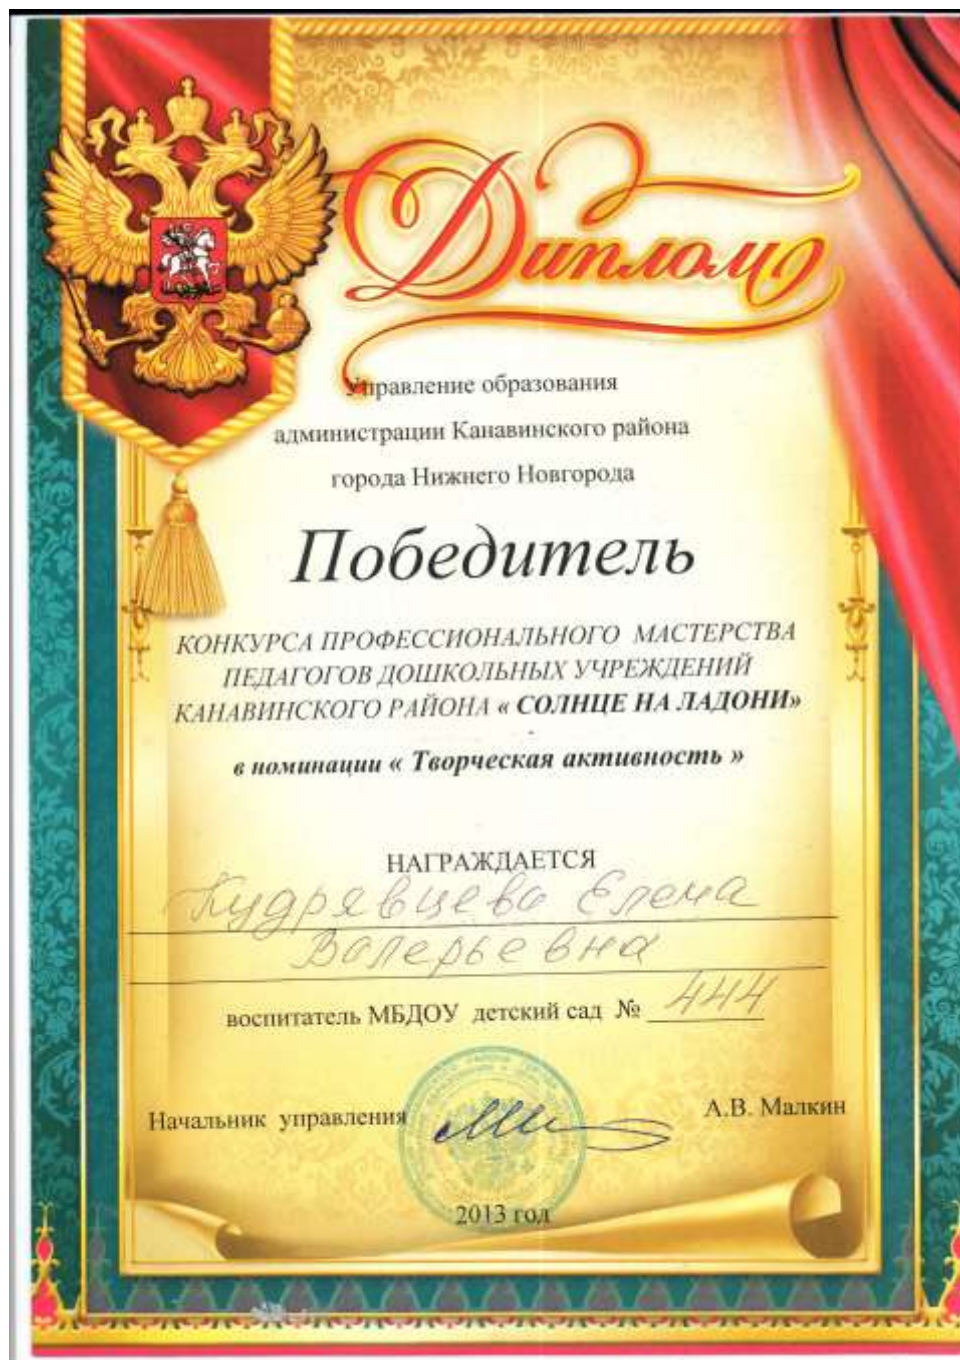 Диплом
Управление образования
администрации Канавинского района
города Нижнего Новгорода
Победитель
КОНКУРСА ПРОФЕССИОНАЛЬНОГО МАСТЕРСТВА
ПЕДАГОГОВ ДОШКОЛЬНЫХ УЧРЕЖДЕНИЙ
КАНАВИНСКОГО РАЙОНА « СОЛНЦЕ НА ЛАДОНИ»
в номинации « Творческая активность »
НАГРАЖДАЕТСЯ
Кудрявцева Елена
Валерьевна
воспитатель МБДОУ детский сад № 444
Начальник управления А.В. Малкин
2013 год